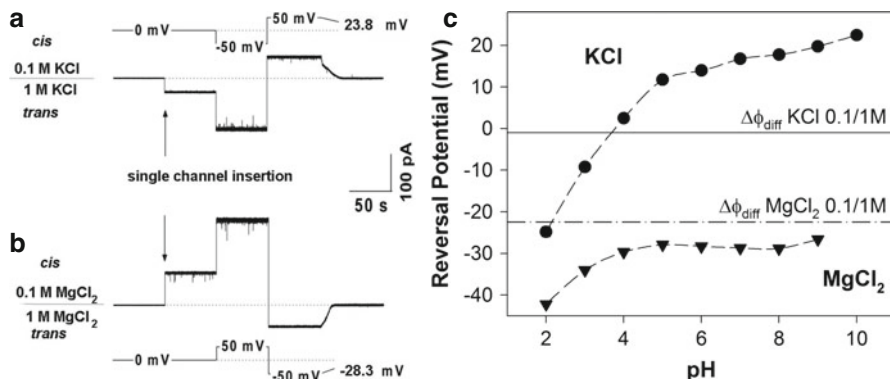 a
cis
0.1 M KCl
1 M KCl
trans
0 mV
50 mV
-50 mV
23.8 mV
single channel insertion
100 pA
50 s
b
cis
0.1 M MgCl2
1 M MgCl2
trans
0 mV
50 mV
-50 mV
-28.3 mV
c
Reversal Potential (mV)
20
10
0
-10
-20
-30
-40
KCl
Δϕdiff KCl 0.1/1M
Δϕdiff MgCl2 0.1/1M
MgCl2
2 4 6 8 10
pH